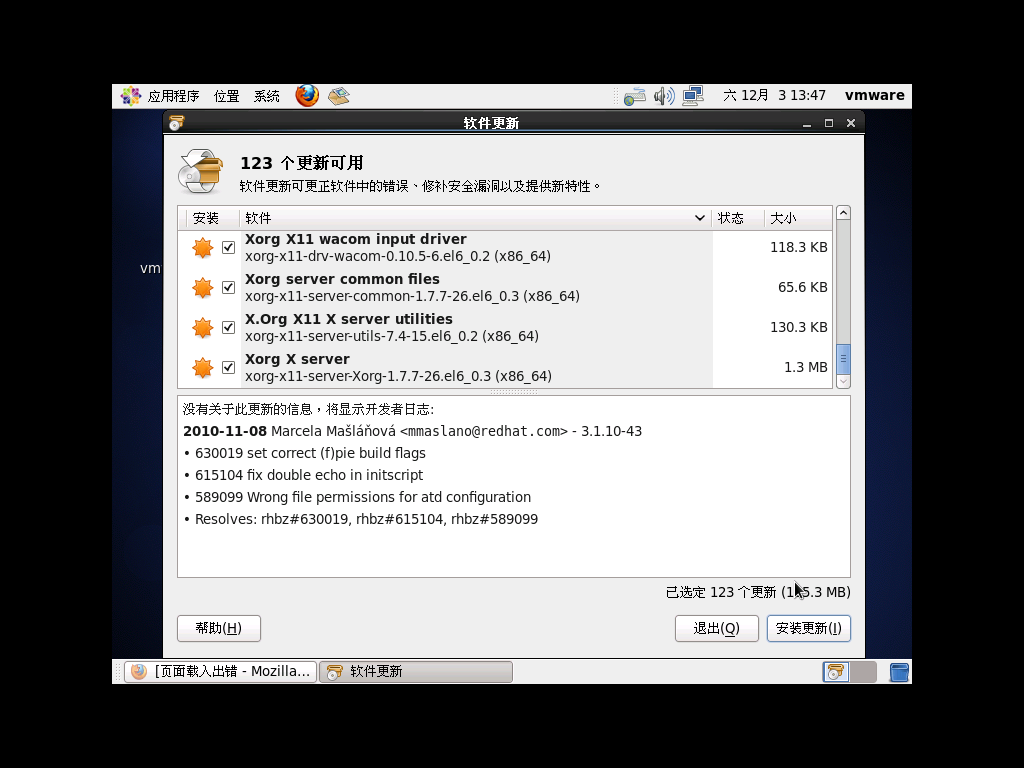 应用程序 位置 系统 六 12月 3 13:47 vmware
软件更新
123 个更新可用
软件更新可更正软件中的错误、修补安全漏洞以及提供新特性。
安装 软件 状态 大小
Xorg X11 wacom input driver
xorg-x11-drv-wacom-0.10.5-6.el6_0.2 (x86_64) 118.3 KB
vm
Xorg server common files
xorg-x11-server-common-1.7.7-26.el6_0.3 (x86_64) 65.6 KB
X.Org X11 X server utilities
xorg-x11-server-utils-7.4-15.el6_0.2 (x86_64) 130.3 KB
Xorg X server
xorg-x11-server-Xorg-1.7.7-26.el6_0.3 (x86_64) 1.3 MB
没有关于此更新的信息，将显示开发者日志:
2010-11-08 Marcela Mašláňová <mmaslano@redhat.com> - 3.1.10-43
• 630019 set correct (f)pie build flags
• 615104 fix double echo in initscript
• 589099 Wrong file permissions for atd configuration
• Resolves: rhbz#630019, rhbz#615104, rhbz#589099
已选定 123 个更新 MB)
帮助(H) 退出(Q) 安装更新(I)
[页面载入出错 - Mozilla... 软件更新